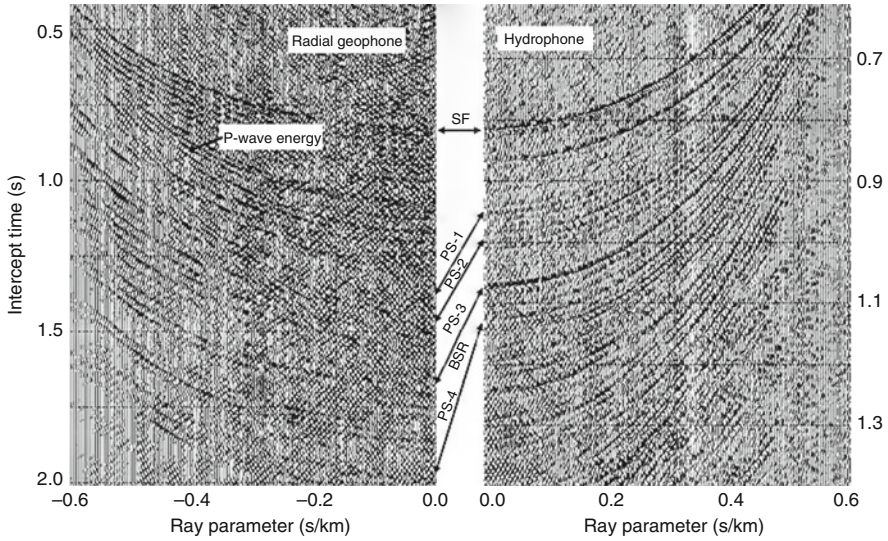 Radial geophone
Hydrophone
P-wave energy
SF
PS-1
PS-2
PS-3
BSR
PS-4
Intercept time (s)
0.5
1.0
1.5
2.0
0.7
0.9
1.1
1.3
−0.6
−0.4
−0.2
0.0
0.0
0.2
0.4
0.6
Ray parameter (s/km)
Ray parameter (s/km)